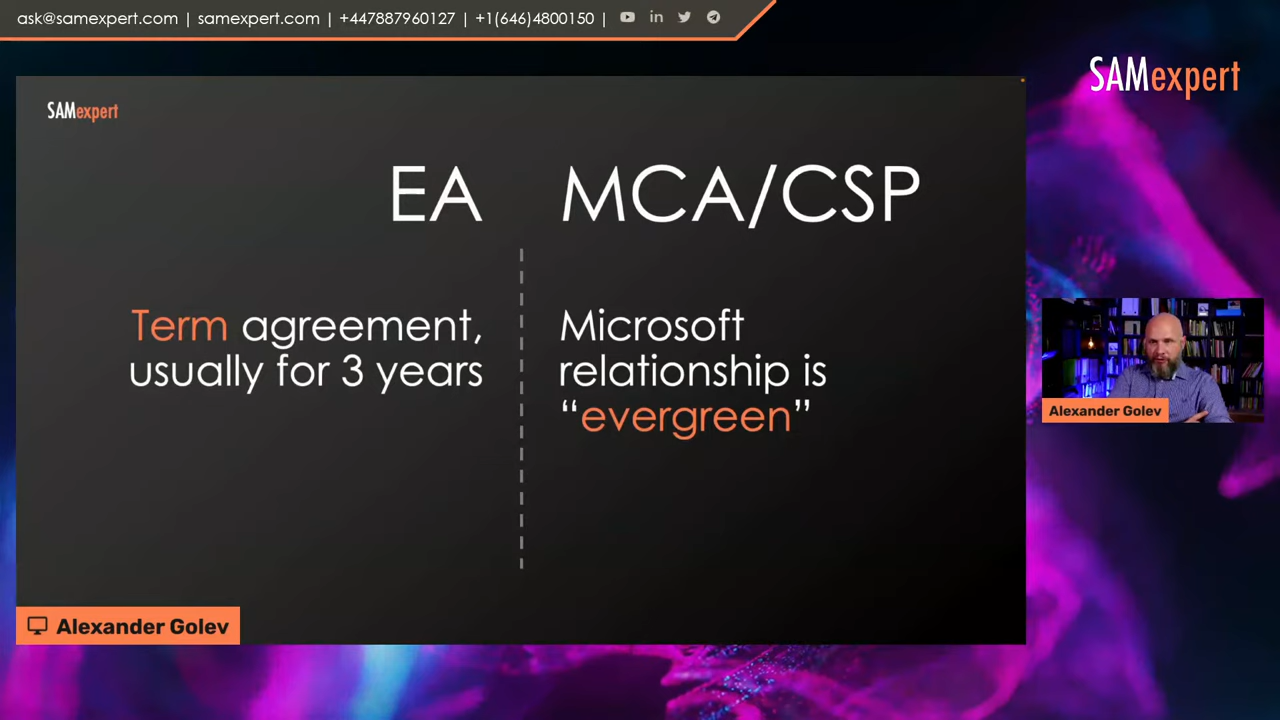 ask@samexpert.com | samexpert.com | +447887960127 | +1(646)4800150 |
SAMexpert
SAMexpert
EA
MCA/CSP
Term agreement,
usually for 3 years
Microsoft
relationship is
“evergreen”
Alexander Golev
Alexander Golev